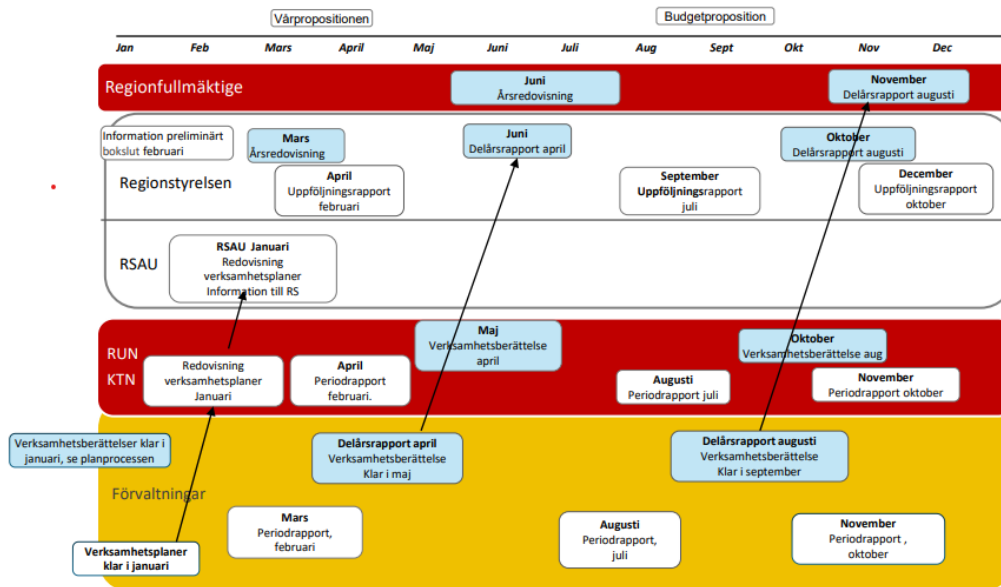 Vårpropositionen
Budgetproposition
Jan Feb Mars April Maj Juni Juli Aug Sept Okt Nov Dec
Regionfullmäktige
Juni
Årsredovisning
November
Delårsrapport augusti
Information preliminärt
bokslut februari
Mars
Årsredovisning
Juni
Delårsrapport april
Oktober
Delårsrapport augusti
Regionstyrelsen
April
Uppföljningsrapport
februari
September
Uppföljningsrapport
juli
December
Uppföljningsrapport
oktober
RSAU
RSAU Januari
Redovisning
verksamhetsplaner
Information till RS
RUN
KTN
Maj
Verksamhetsberättelse
april
Oktober
Verksamhetsberättelse aug
Redovisning
verksamhetsplaner
Januari
April
Periodrapport
februari.
Augusti
Periodrapport juli
November
Periodrapport oktober
Verksamhetsberättelser klar i
januari, se planprocessen
Delårsrapport april
Verksamhetsberättelse
Klar i maj
Delårsrapport augusti
Verksamhetsberättelse
Klar i september
Förvaltningar
Mars
Periodrapport,
februari
Augusti
Periodrapport,
juli
November
Periodrapport ,
oktober
Verksamhetsplaner
klar i januari